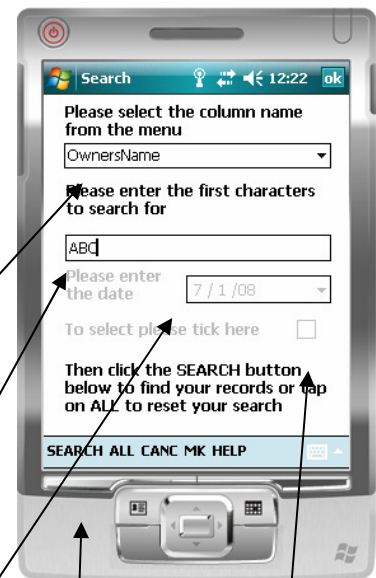 Search 12:22 ok
Please select the column name
from the menu
OwnersName
Please enter the first characters
to search for
ABC
Please enter
the date
7 / 1 /08
To select please tick here
Then click the SEARCH button
below to find your records or tap
on ALL to reset your search
SEARCH ALL CANC MK HELP